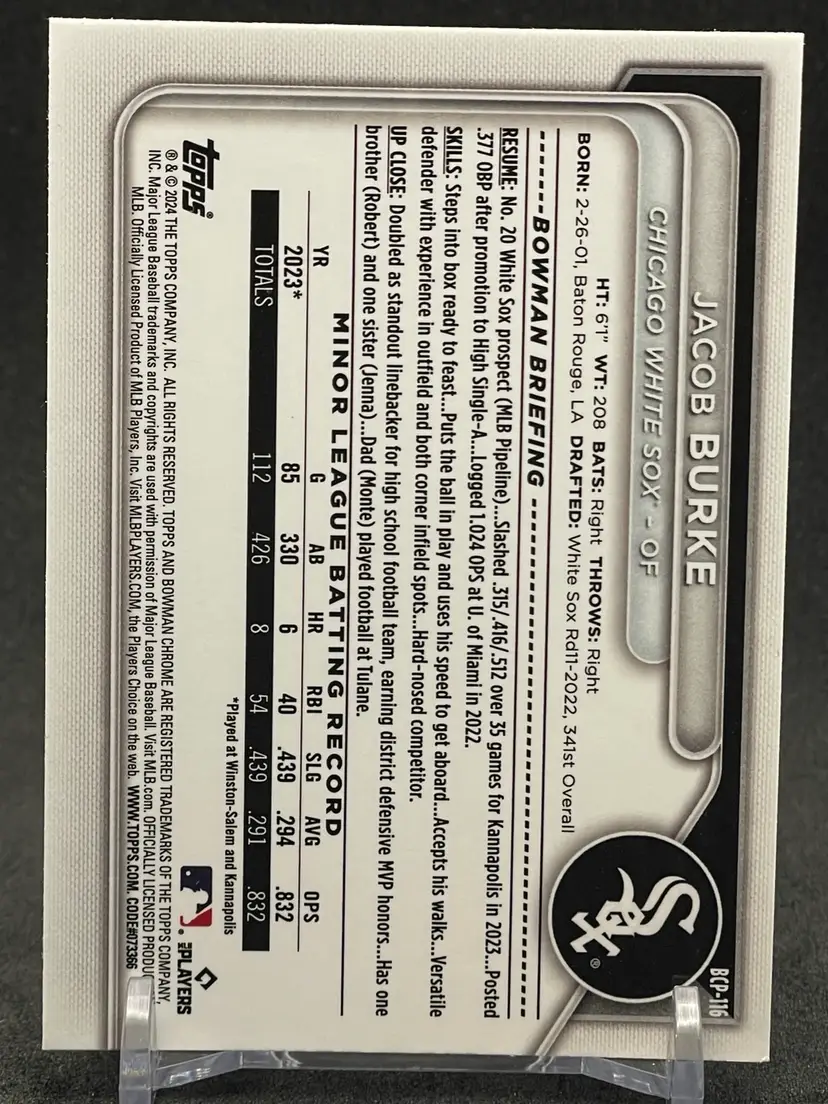 BCP-116
JACOB BURKE
CHICAGO WHITE SOX® - OF
Sox®
HT: 6'1" WT: 208 BATS: Right THROWS: Right
BORN: 2-26-01, Baton Rouge, LA DRAFTED: White Sox Rd11-2022, 341st Overall
BOWMAN BRIEFING
RESUME: No. 20 White Sox prospect (MLB Pipeline)...Slashed .315/.416/.512 over 35 games for Kannapolis in 2023...Posted
.377 OBP after promotion to High Single-A...Logged 1.024 OPS at U. of Miami in 2022.
SKILLS: Steps into box ready to feast...Puts the ball in play and uses his speed to get aboard...Accepts his walks...Versatile
defender with experience in outfield and both corner infield spots...Hard-nosed competitor.
UP CLOSE: Doubled as standout linebacker for high school football team, earning district defensive MVP honors...Has one
brother (Robert) and one sister (Jenna)...Dad (Monte) played football at Tulane.
MINOR LEAGUE BATTING RECORD
YR G AB HR RBI SLG AVG OPS
2023* 85 330 6 40 .439 .294 .832
TOTALS 112 426 8 54 .439 .291 .832
*Played at Winston-Salem and Kannapolis
topps®
MLB PLAYERS
® & © 2024 THE TOPPS COMPANY, INC. ALL RIGHTS RESERVED. TOPPS AND BOWMAN CHROME ARE REGISTERED TRADEMARKS OF THE TOPPS COMPANY,
INC. Major League Baseball trademarks and copyrights are used with permission of Major League Baseball. Visit MLB.com. OFFICIALLY LICENSED PRODUC
MLB. Officially Licensed Product of MLB Players, Inc. Visit MLBPLAYERS.COM, the Players Choice on the web. WWW.TOPPS.COM. CODE#073366